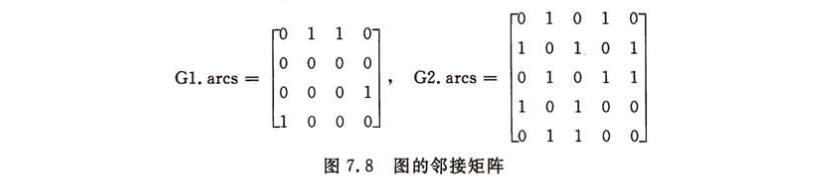 G1.arcs = ⎡0 1 1 0⎤ , G2.arcs = ⎡0 1 0 1 0⎤
0 0 0 0 1 0 1 0 1
0 0 0 1 0 1 0 1 1
⎣1 0 0 0⎦ 1 0 1 0 0
⎣0 1 1 0 0⎦
图 7.8 图的邻接矩阵